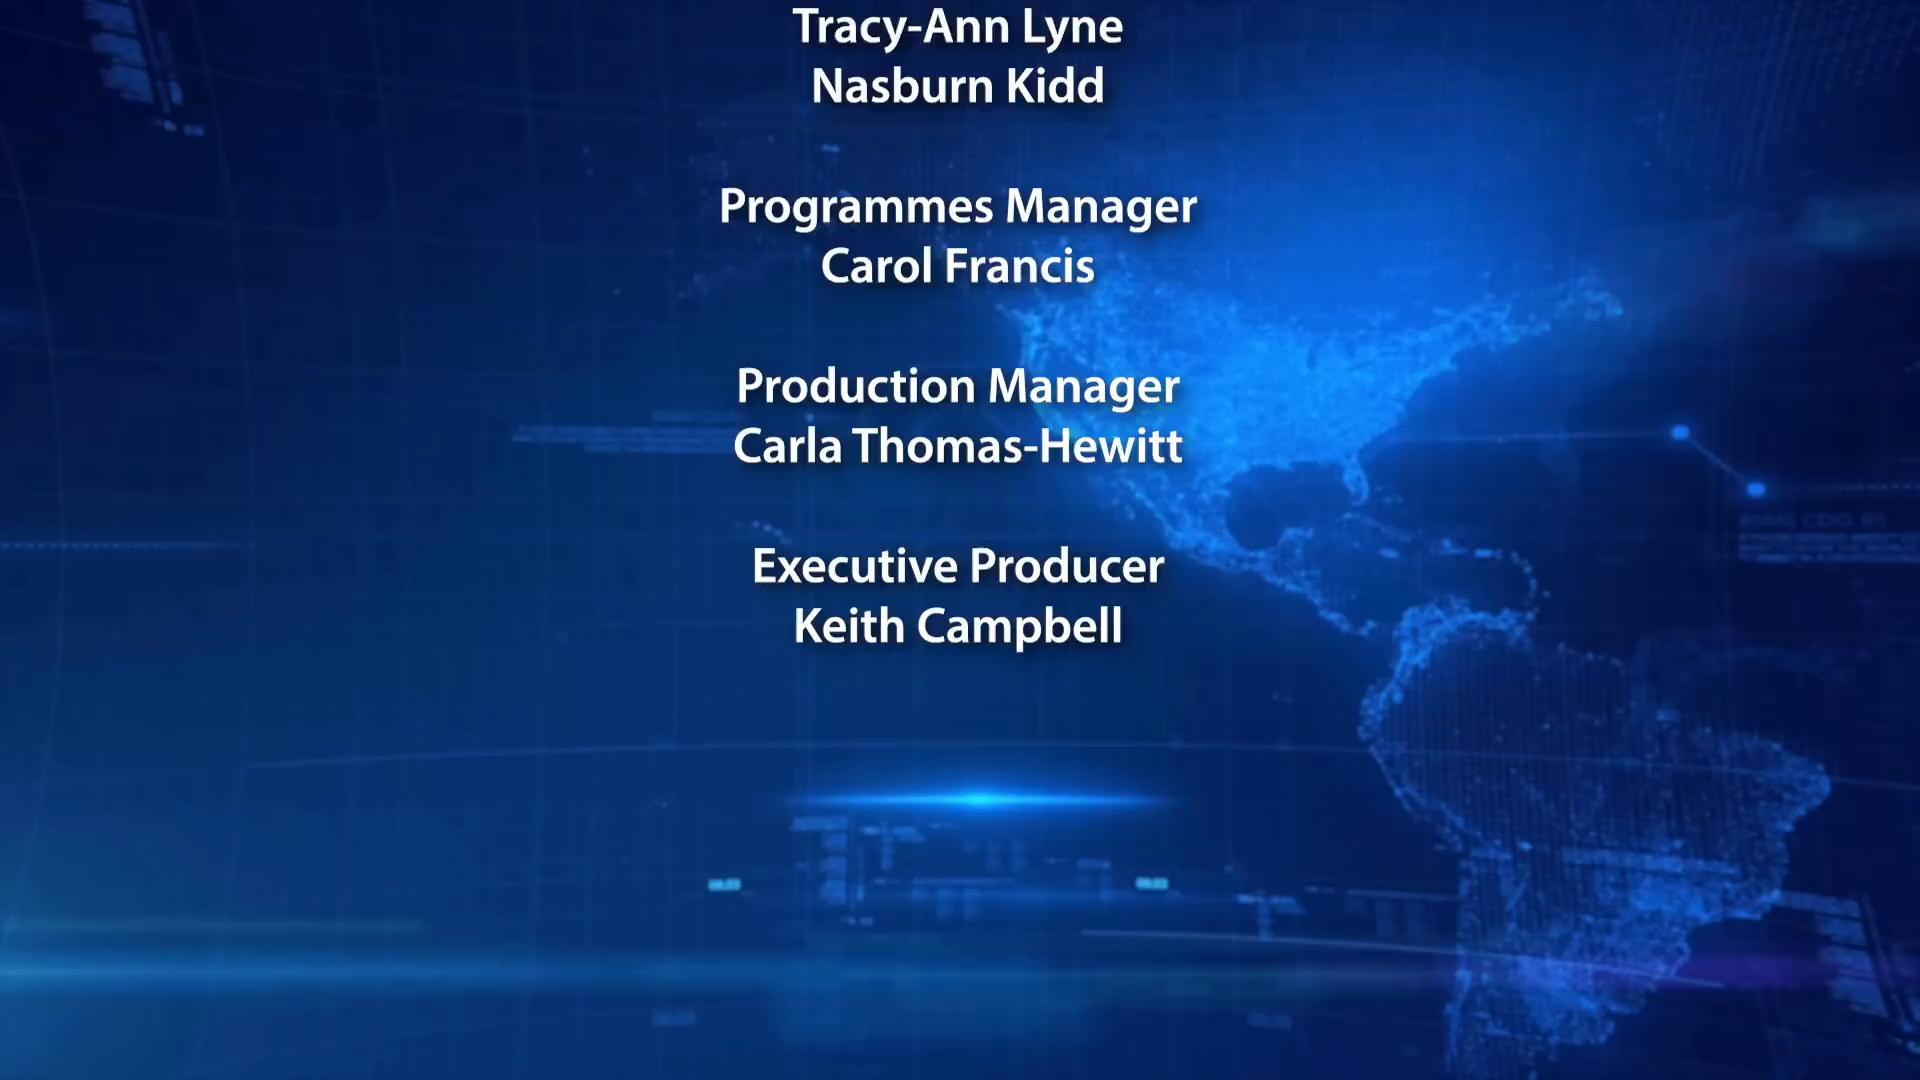 Tracy-Ann Lyne
Nasburn Kidd
Programmes Manager
Carol Francis
Production Manager
Carla Thomas-Hewitt
Executive Producer
Keith Campbell